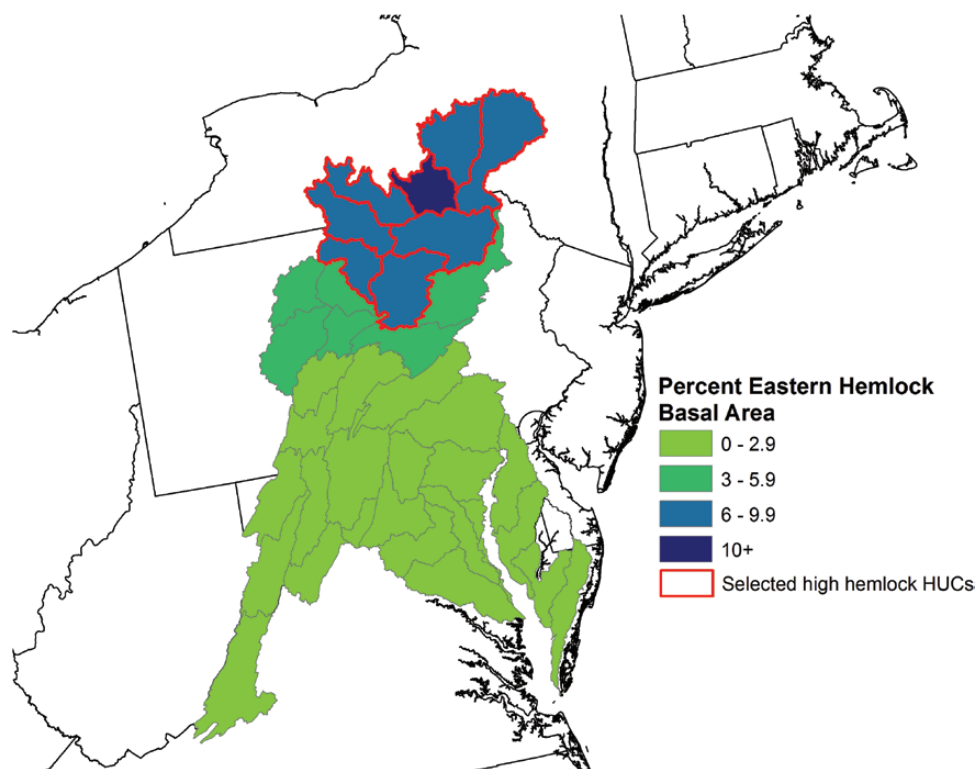 Percent Eastern Hemlock
Basal Area
0 - 2.9
3 - 5.9
6 - 9.9
10+
Selected high hemlock HUCs